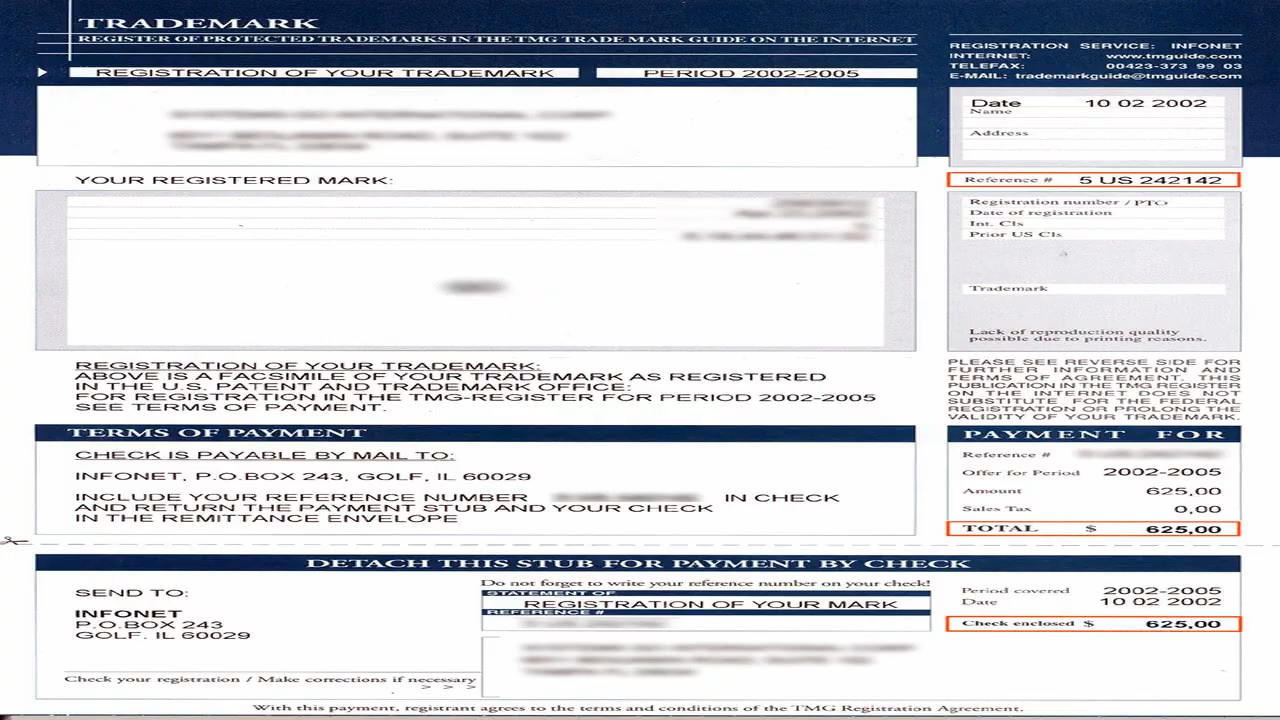 TRADEMARK
REGISTER OF PROTECTED TRADEMARKS IN THE TMG TRADE MARK GUIDE ON THE INTERNET
REGISTRATION OF YOUR TRADEMARK
PERIOD 2002-2005
REGISTRATION SERVICE: INFONET
INTERNET: www.tmguide.com
TELEFAX: 00423-373 99 03
E-MAIL: trademarkguide@tmguide.com
Date 10 02 2002
Name
Address
YOUR REGISTERED MARK:
Reference # 5 US 242142
Registration number / PTO
Date of registration
Int. Cls
Prior US Cls
Trademark
Lack of reproduction quality
possible due to printing reasons.
REGISTRATION OF YOUR TRADEMARK:
ABOVE IS A FACSIMILE OF YOUR TRADEMARK AS REGISTERED
IN THE U.S. PATENT AND TRADEMARK OFFICE:
FOR REGISTRATION IN THE TMG-REGISTER FOR PERIOD 2002-2005
SEE TERMS OF PAYMENT.
PLEASE SEE REVERSE SIDE FOR
FURTHER INFORMATION AND
TERMS OF AGREEMENT. THIS
PUBLICATION IN THE TMG REGISTER
ON THE INTERNET DOES NOT
SUBSTITUTE FOR THE FEDERAL
REGISTRATION OR PROLONG THE
VALIDITY OF YOUR TRADEMARK.
TERMS OF PAYMENT
CHECK IS PAYABLE BY MAIL TO:
INFONET, P.O.BOX 243, GOLF, IL 60029
INCLUDE YOUR REFERENCE NUMBER IN CHECK
AND RETURN THE PAYMENT STUB AND YOUR CHECK
IN THE REMITTANCE ENVELOPE
PAYMENT FOR
Reference #
Offer for Period 2002-2005
Amount 625,00
Sales Tax 0,00
TOTAL $ 625,00
DETACH THIS STUB FOR PAYMENT BY CHECK
SEND TO:
INFONET
P.O.BOX 243
GOLF. IL 60029
Check your registration / Make corrections if necessary
> > >
Do not forget to write your reference number on your check!
STATEMENT OF
REGISTRATION OF YOUR MARK
REFERENCE #
Period covered 2002-2005
Date 10 02 2002
Check enclosed $ 625,00
With this payment, registrant agrees to the terms and conditions of the TMG Registration Agreement.